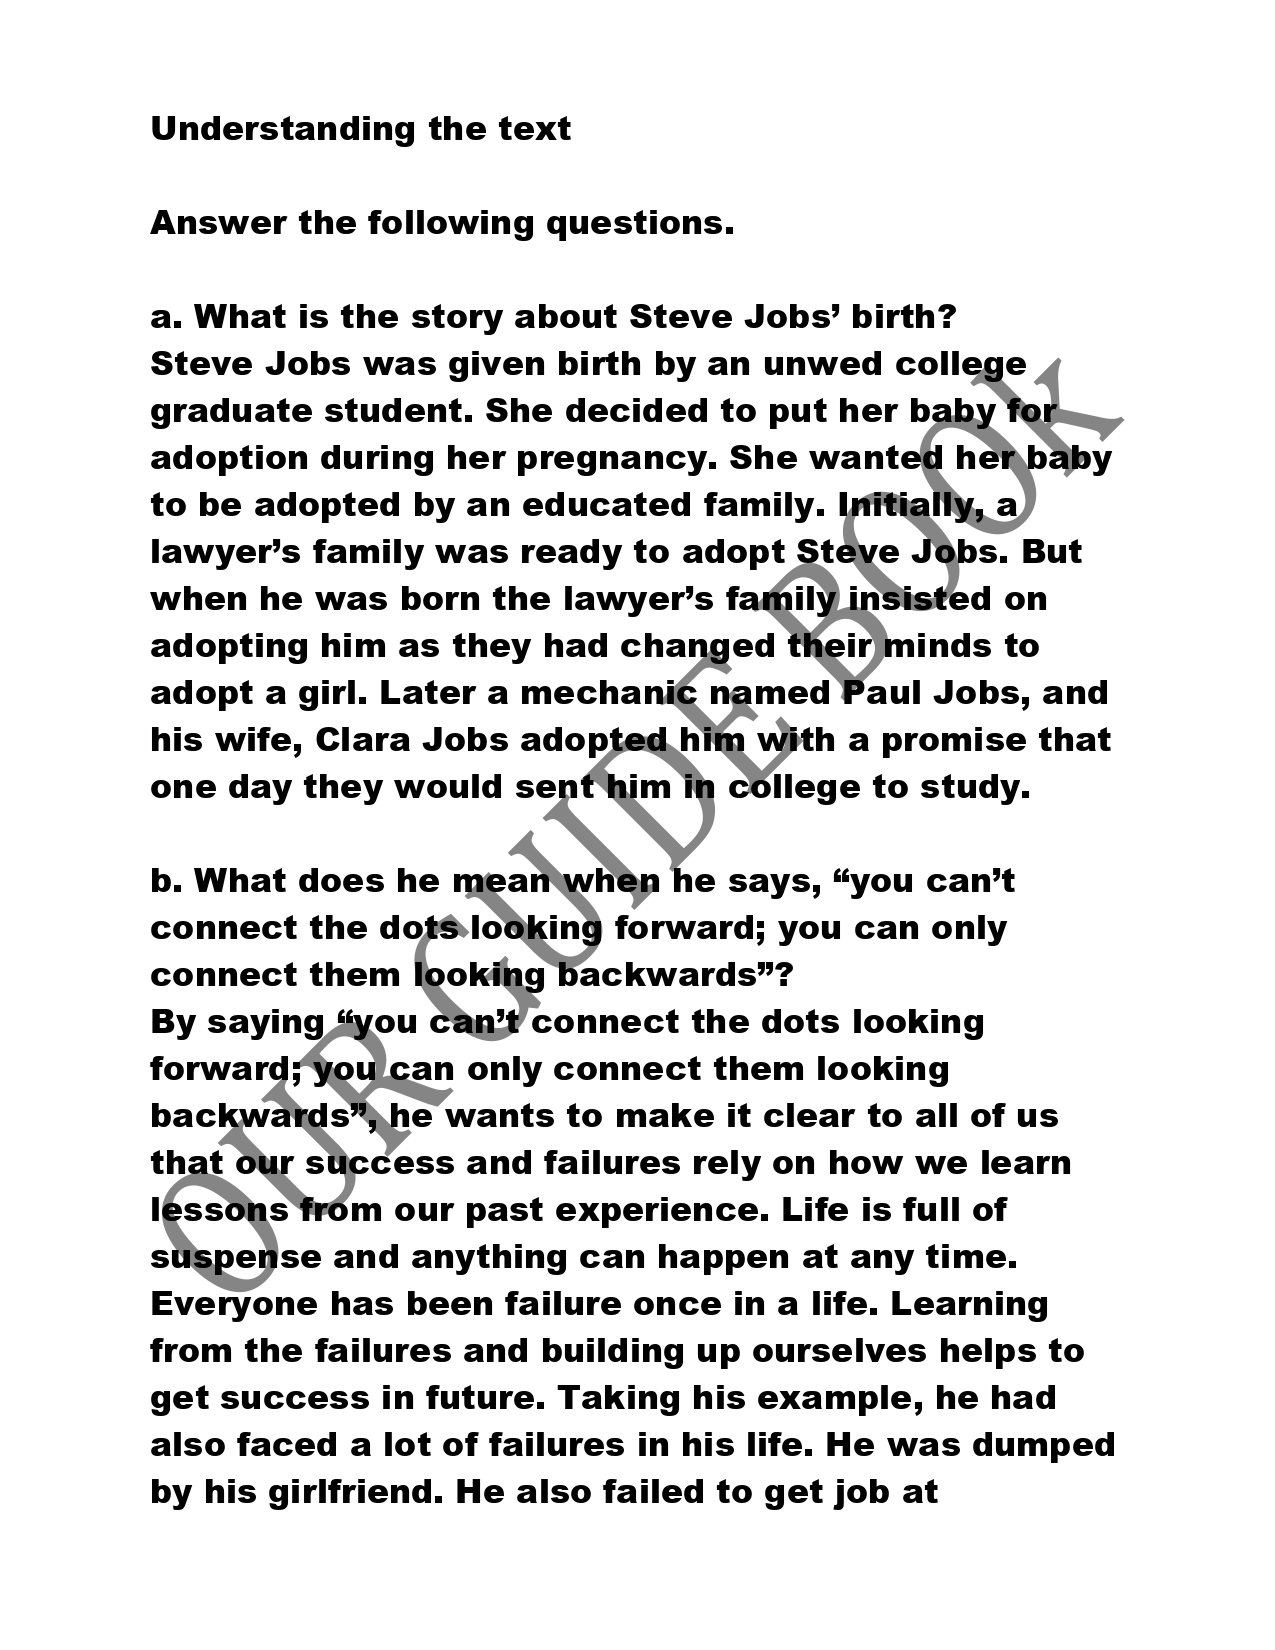 Understanding the text
Answer the following questions.
a. What is the story about Steve Jobs’ birth?
Steve Jobs was given birth by an unwed college
graduate student. She decided to put her baby for
adoption during her pregnancy. She wanted her baby
to be adopted by an educated family. Initially, a
lawyer’s family was ready to adopt Steve Jobs. But
when he was born the lawyer’s family insisted on
adopting him as they had changed their minds to
adopt a girl. Later a mechanic named Paul Jobs, and
his wife, Clara Jobs adopted him with a promise that
one day they would sent him in college to study.
b. What does he mean when he says, “you can’t
connect the dots looking forward; you can only
connect them looking backwards”?
By saying “you can’t connect the dots looking
forward; you can only connect them looking
backwards”, he wants to make it clear to all of us
that our success and failures rely on how we learn
lessons from our past experience. Life is full of
suspense and anything can happen at any time.
Everyone has been failure once in a life. Learning
from the failures and building up ourselves helps to
get success in future. Taking his example, he had
also faced a lot of failures in his life. He was dumped
by his girlfriend. He also failed to get job at
OUR GUIDE BOOK